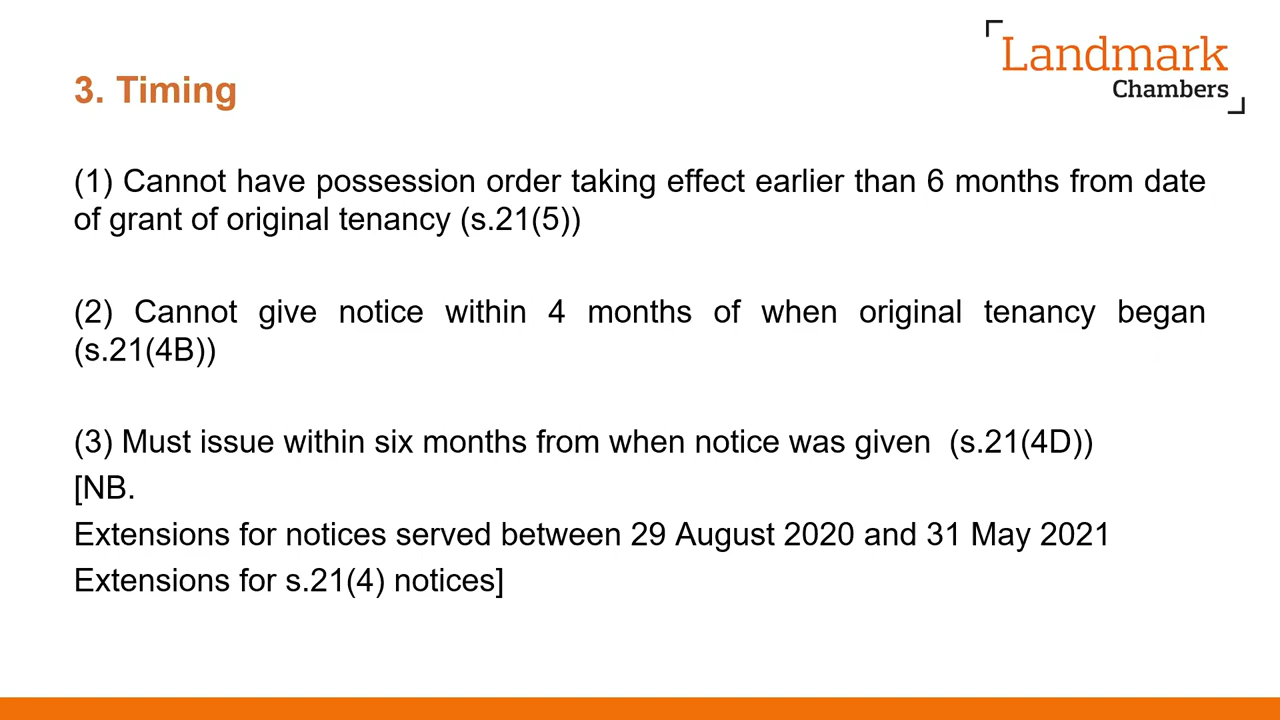 Landmark
Chambers
3. Timing
(1) Cannot have possession order taking effect earlier than 6 months from date
of grant of original tenancy (s.21(5))
(2) Cannot give notice within 4 months of when original tenancy began
(s.21(4B))
(3) Must issue within six months from when notice was given  (s.21(4D))
[NB.
Extensions for notices served between 29 August 2020 and 31 May 2021
Extensions for s.21(4) notices]